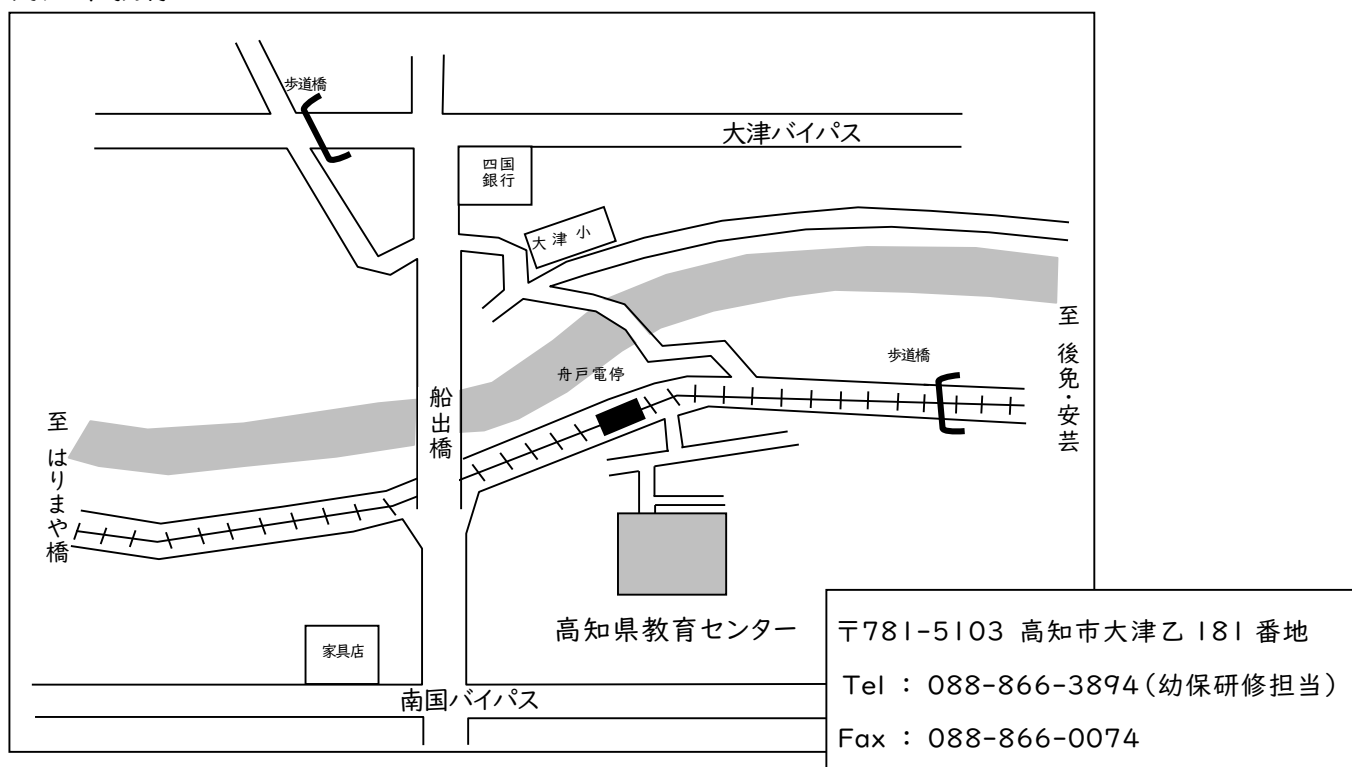 歩道橋
大津バイパス
四国
銀行
大津小
歩道橋
至 後免・安芸
舟戸電停
船出橋
至 はりまや橋
高知県教育センター
家具店
南国バイパス
〒781-5103 高知市大津乙 181 番地
Tel : 088-866-3894(幼保研修担当)
Fax : 088-866-0074